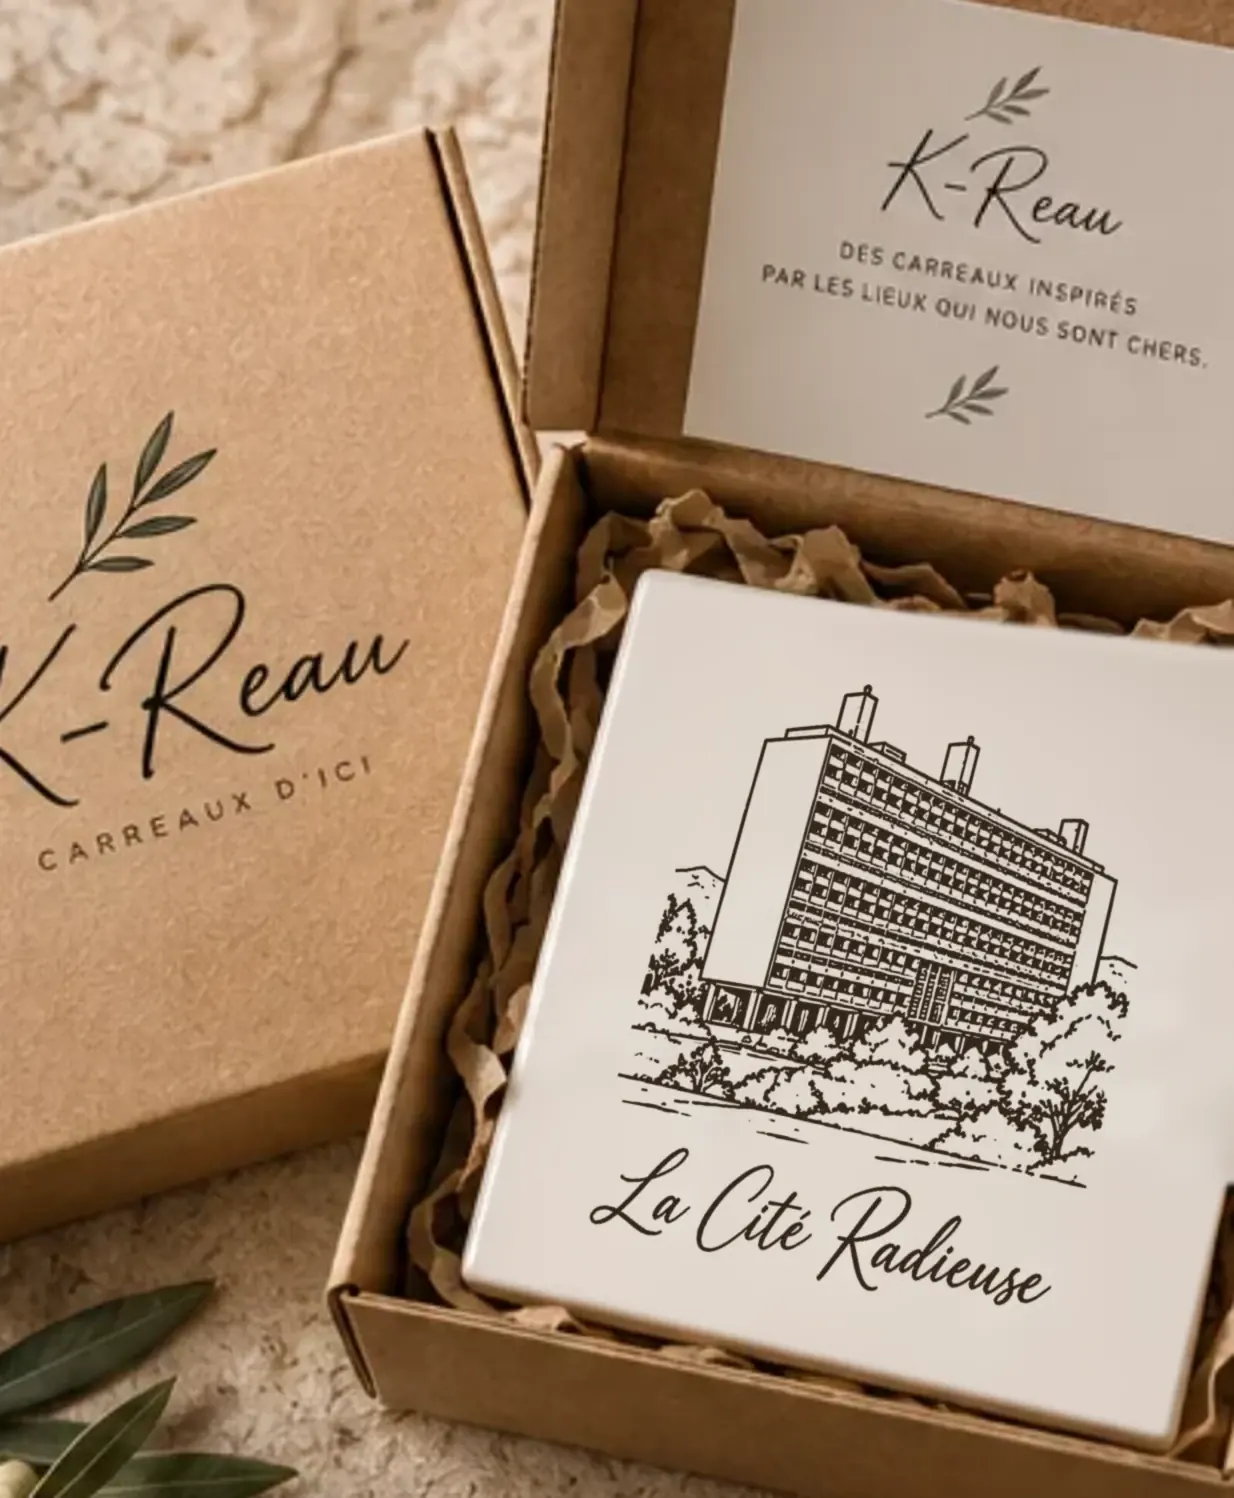 K-Reau
DES CARREAUX INSPIRÉS
PAR LES LIEUX QUI NOUS SONT CHERS.
K-Reau
CARREAUX D'ICI
La Cité Radieuse